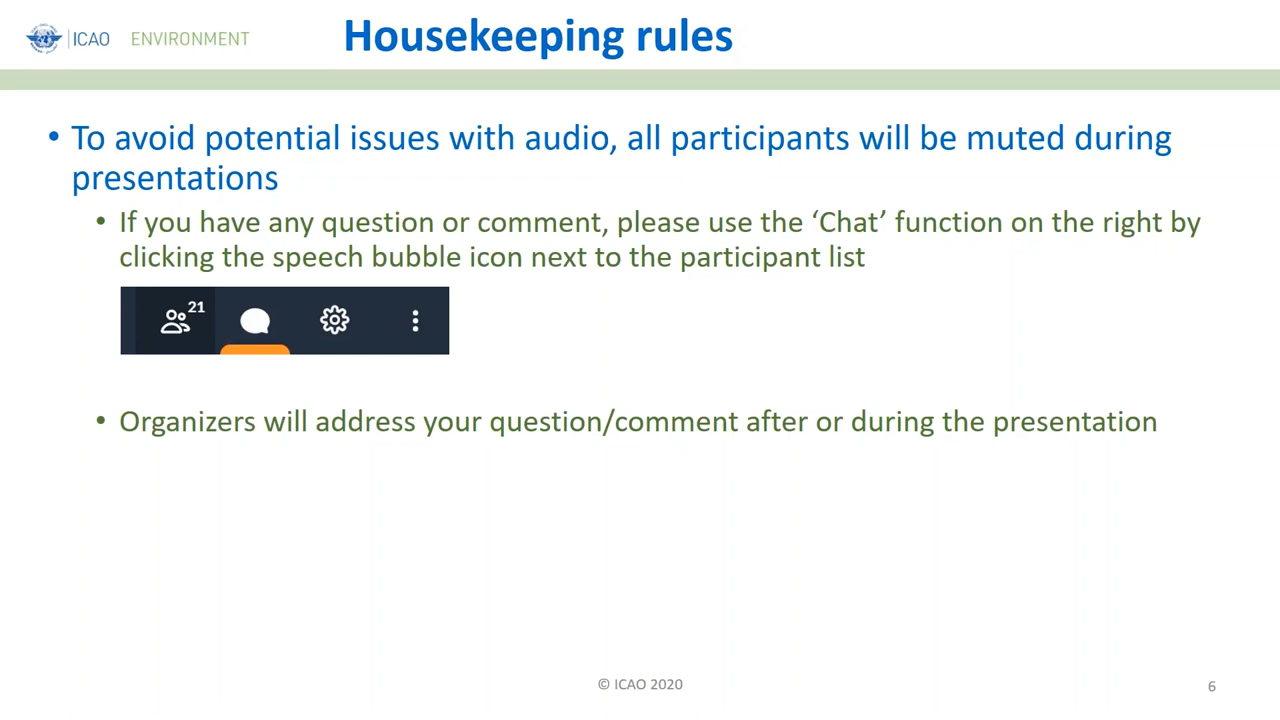 ICAO ENVIRONMENT
Housekeeping rules
• To avoid potential issues with audio, all participants will be muted during
presentations
• If you have any question or comment, please use the ‘Chat’ function on the right by
clicking the speech bubble icon next to the participant list
21
• Organizers will address your question/comment after or during the presentation
© ICAO 2020
6